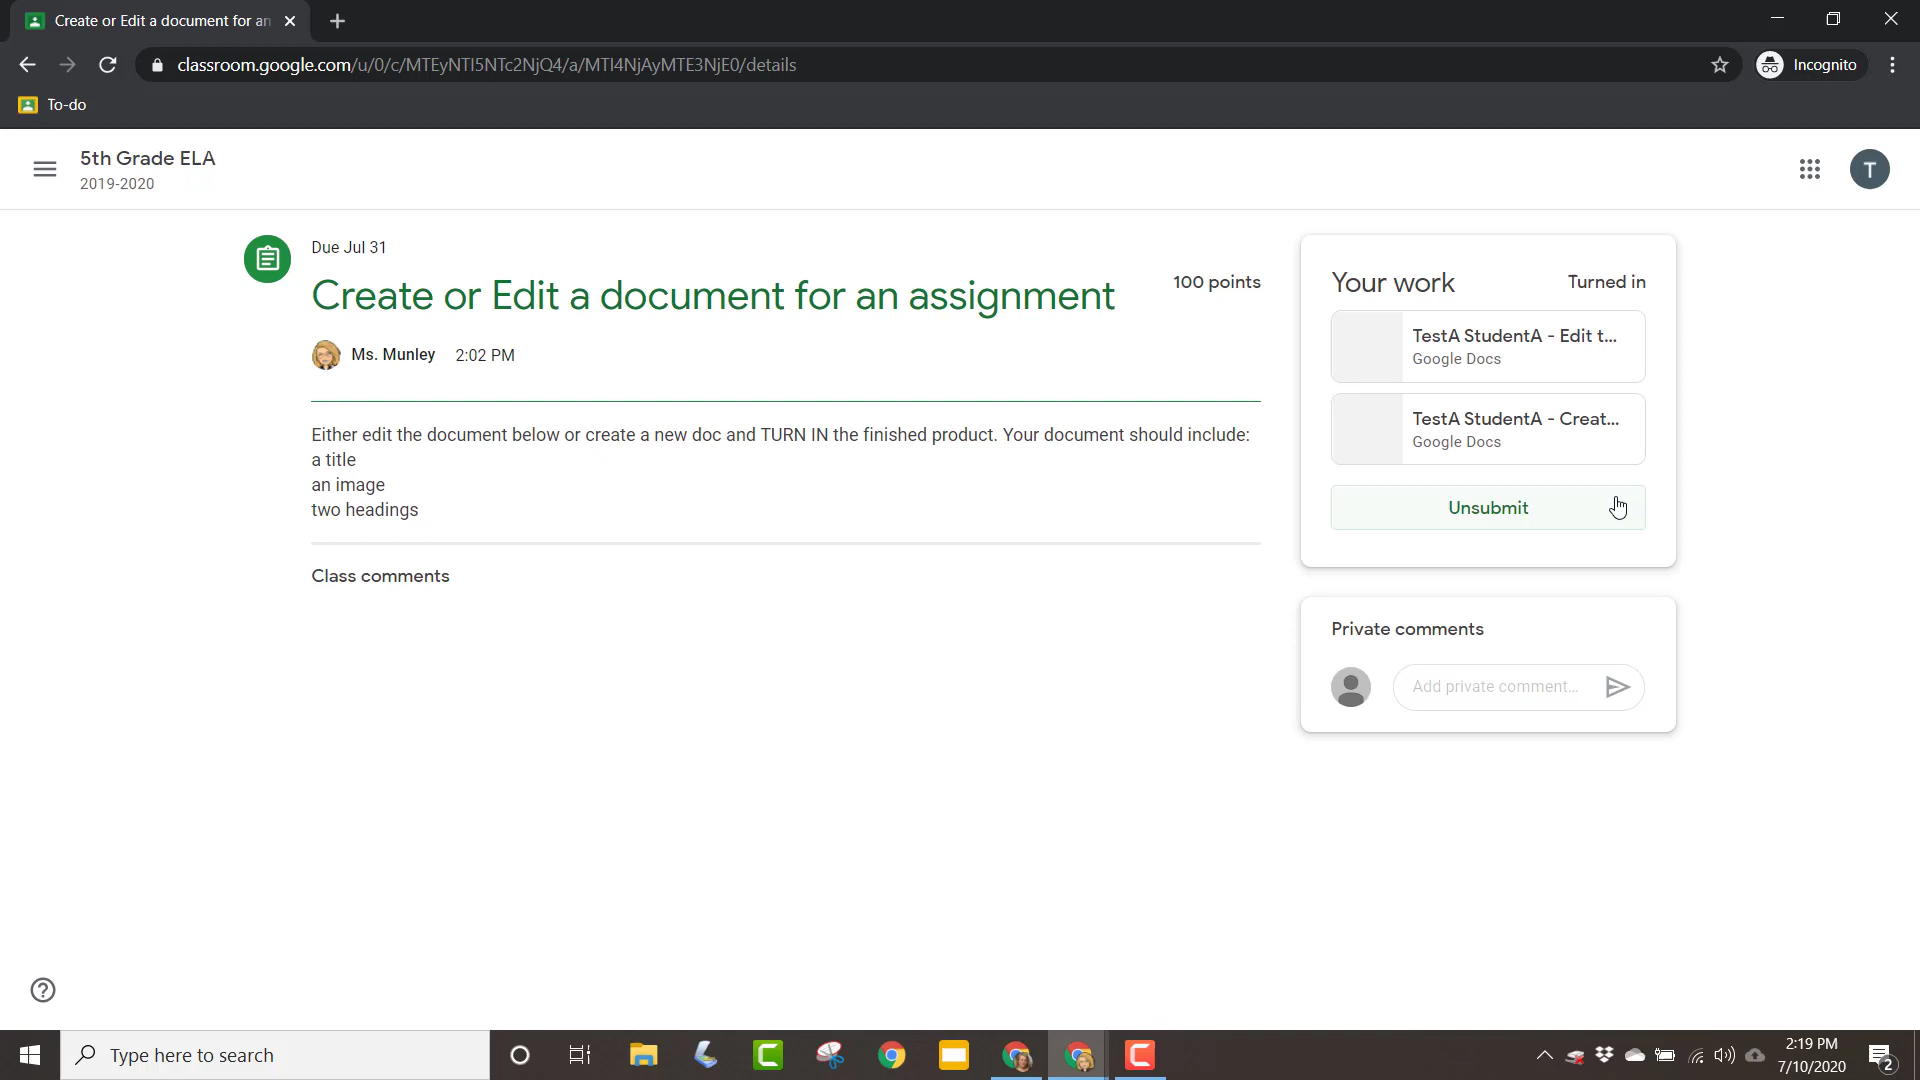 Create or Edit a document for an
classroom.google.com/u/0/c/MTEyNTI5NTc2NjQ4/a/MTI4NjAyMTE3NjE0/details
Incognito
To-do
5th Grade ELA
2019-2020
T
Due Jul 31
Create or Edit a document for an assignment
100 points
Ms. Munley 2:02 PM
Either edit the document below or create a new doc and TURN IN the finished product. Your document should include:
a title
an image
two headings
Class comments
Your work
Turned in
TestA StudentA - Edit t...
Google Docs
TestA StudentA - Creat...
Google Docs
Unsubmit
Private comments
Add private comment...
Type here to search
2:19 PM
7/10/2020
2